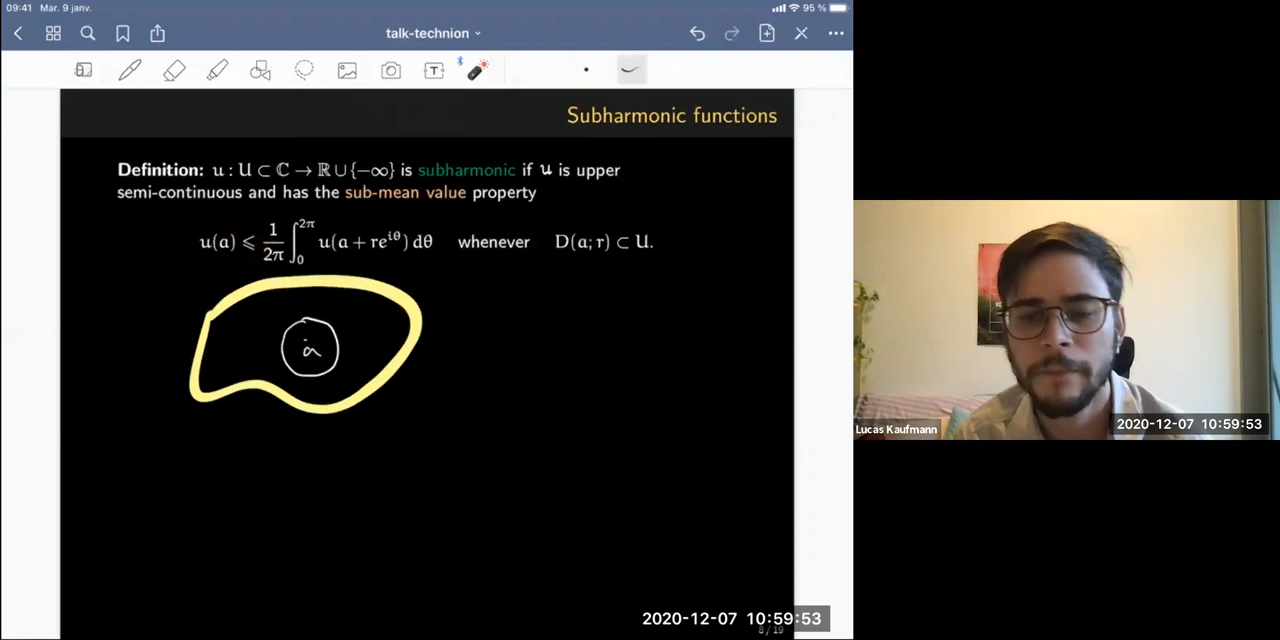 09:41 Mar. 9 janv.
95 %
talk-technion
T
Subharmonic functions
Definition: u : U ⊂ ℂ → ℝ ∪ {−∞} is subharmonic if u is upper
semi-continuous and has the sub-mean value property
u(a) ⩽ 1/2π ∫₀^{2π} u(a + re^{iθ}) dθ whenever D(a; r) ⊂ U.
a
Lucas Kaufmann
2020-12-07 10:59:53
2020-12-07 10:59:53
8 / 19